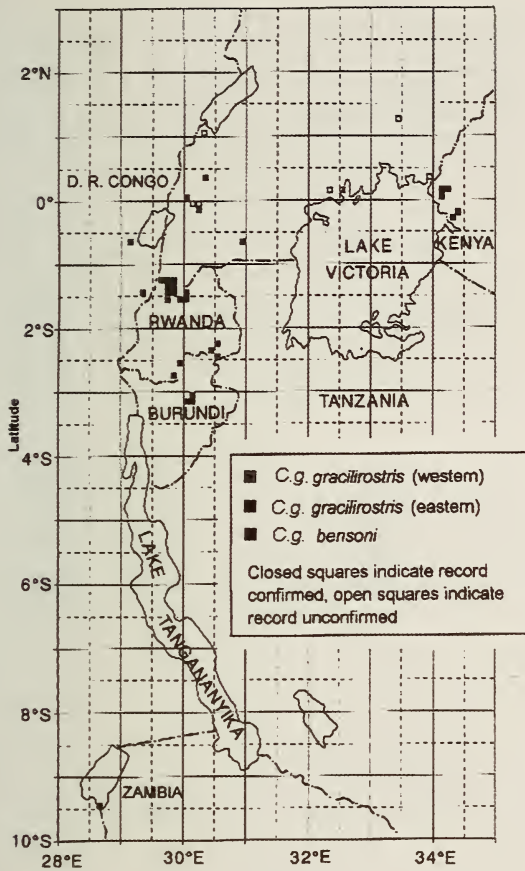 2°N
D. R. CONGO
0°
LAKE
VICTORIA
KENYA
2°S
RWANDA
BURUNDI
TANZANIA
Latitude
4°S
C.g. gracilirostris (western)
C.g. gracilirostris (eastern)
C.g. bensoni
Closed squares indicate record
confirmed, open squares indicate
record unconfirmed
LAKE
TANGANANYIKA
6°S
8°S
ZAMBIA
10°S
28°E
30°E
32°E
34°E